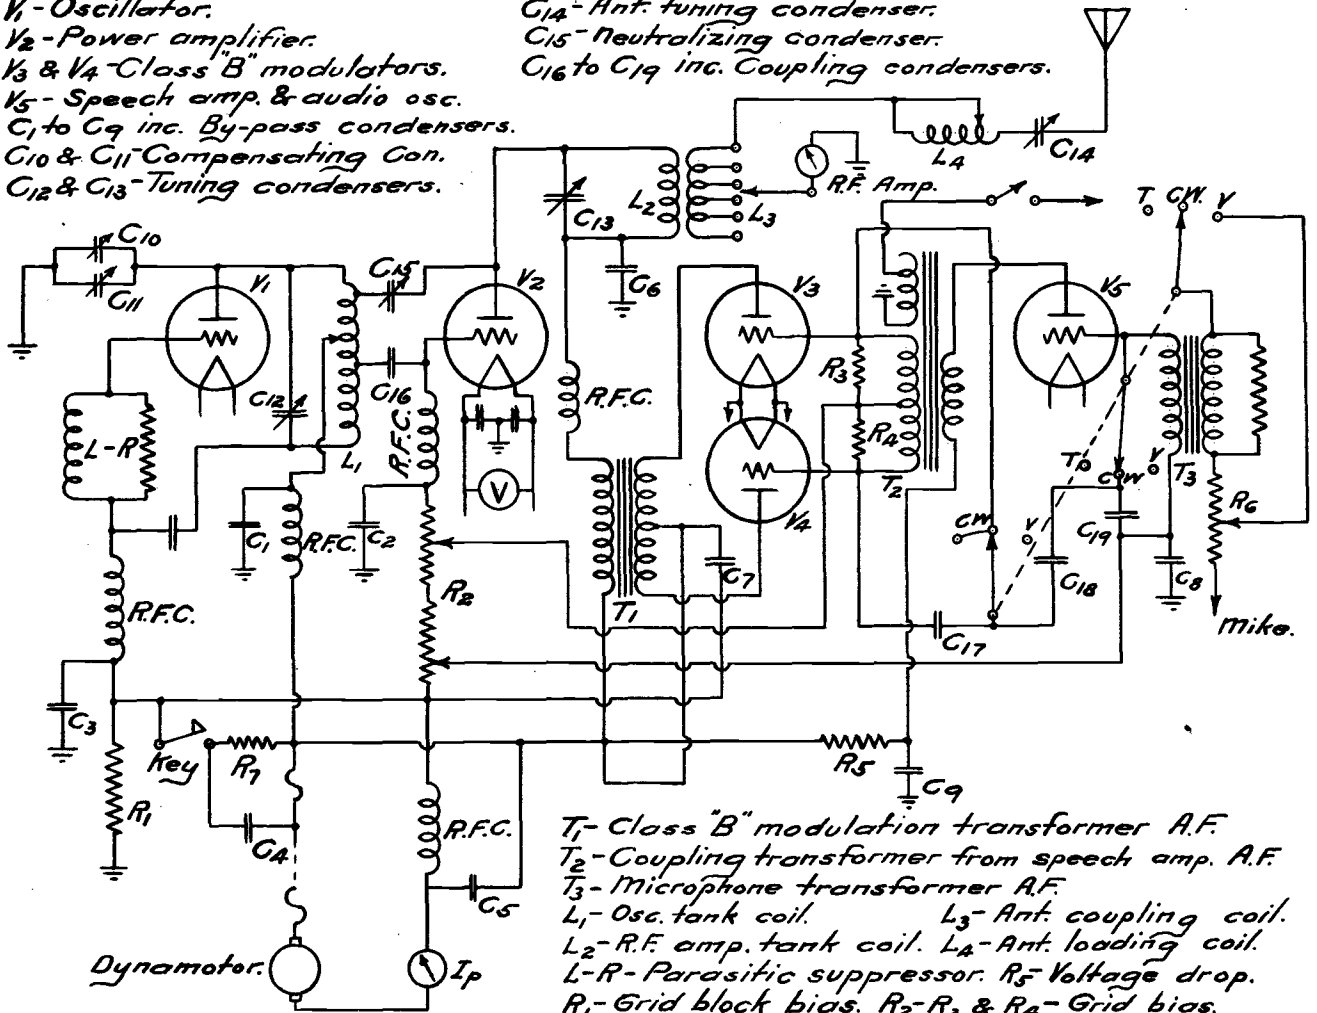 V1-Oscillator.
V2-Power amplifier.
V3 & V4-Class "B" modulators.
V5-Speech amp. & audio osc.
C1 to C9 inc. By-pass condensers.
C10 & C11-Compensating Con.
C12 & C13-Tuning condensers.
C14-Ant. tuning condenser.
C15-Neutralizing condenser.
C16 to C19 inc. Coupling condensers.
L4
C14
R.F. Amp.
L2
L3
C13
C6
T
CW.
V
C10
C11
V1
C15
V2
V3
V5
C12
C16
R.F.C.
R.F.C.
R3
R4
L-R
L1
V
T2
T
CW
V
T3
R6
C1
R.F.C.
C2
V4
CW
V
C19
C18
C8
R.F.C.
R2
T1
C7
C17
mike.
C3
Key
R7
R1
C4
R.F.C.
C5
R5
C9
Dynamotor.
Ip
T1-Class "B" modulation transformer A.F.
T2-Coupling transformer from speech amp. A.F.
T3-Microphone transformer A.F.
L1-Osc. tank coil. L3-Ant. coupling coil.
L2-R.F. amp. tank coil. L4-Ant. loading coil.
L-R-Parasitic suppressor. R5-Voltage drop.
R1-Grid block bias. R2-R3 & R4-Grid bias.